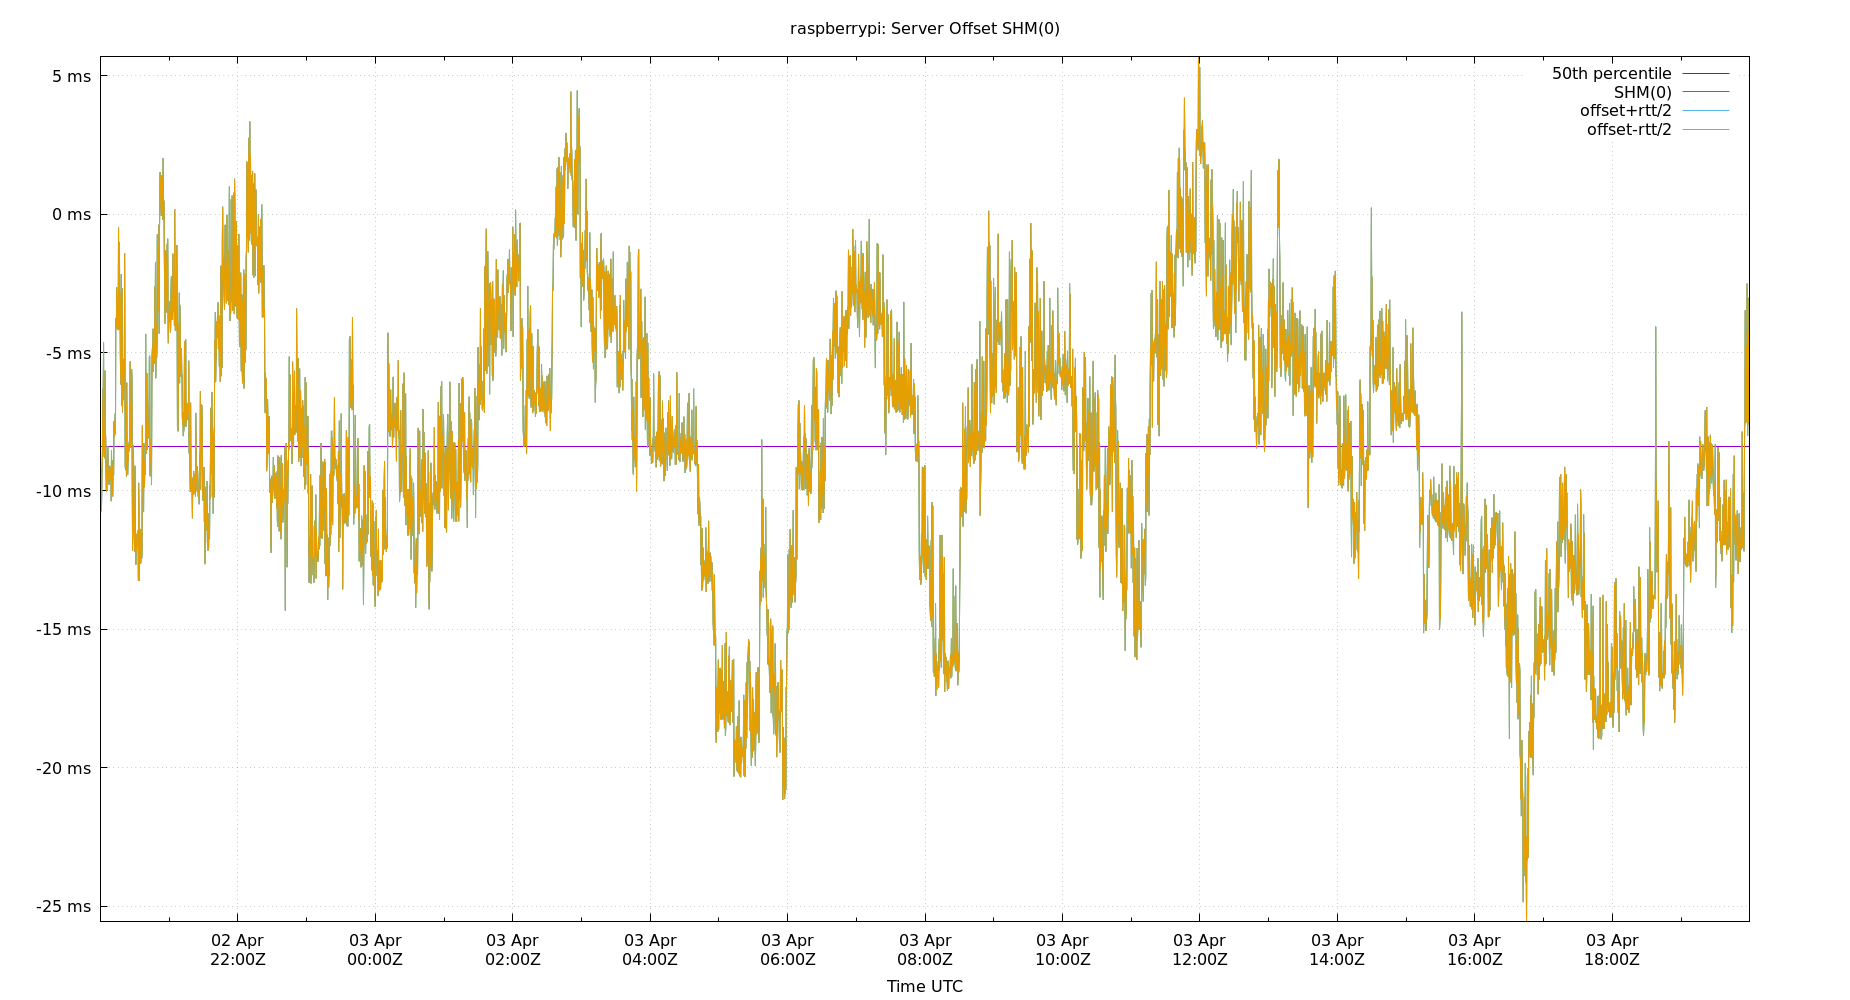 raspberrypi: Server Offset SHM(0)
50th percentile
SHM(0)
offset+rtt/2
offset-rtt/2
5 ms
0 ms
-5 ms
-10 ms
-15 ms
-20 ms
-25 ms
02 Apr 03 Apr 03 Apr 03 Apr 03 Apr 03 Apr 03 Apr 03 Apr 03 Apr 03 Apr 03 Apr
22:00Z 00:00Z 02:00Z 04:00Z 06:00Z 08:00Z 10:00Z 12:00Z 14:00Z 16:00Z 18:00Z
Time UTC